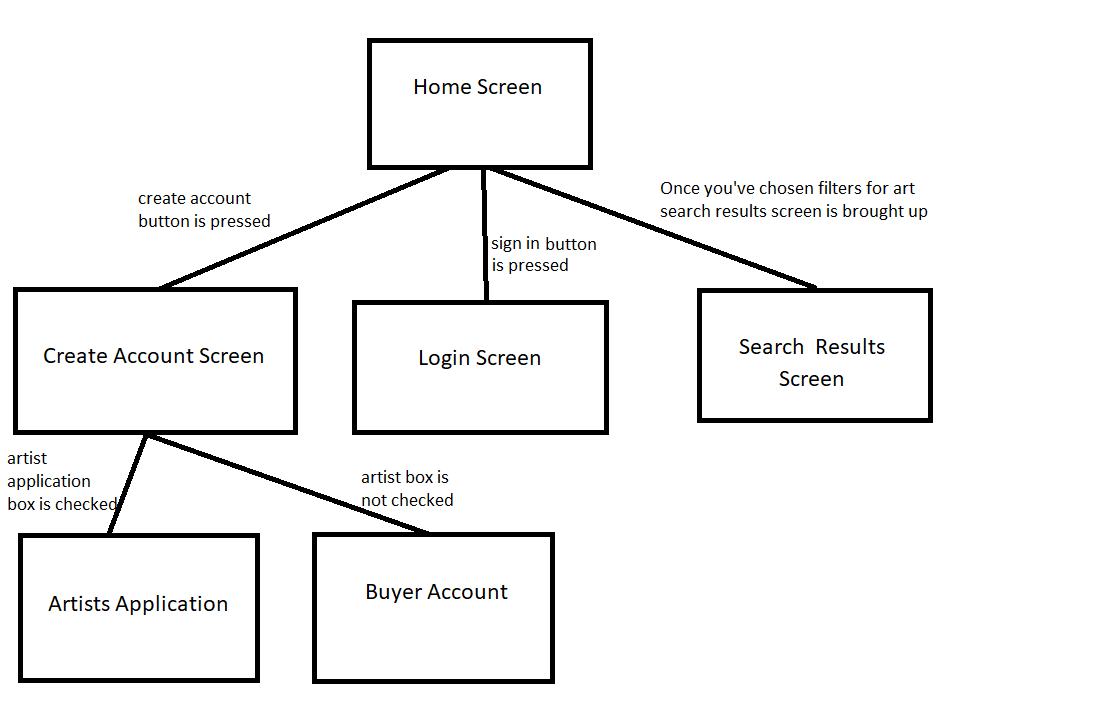 Home Screen
create account
button is pressed
Once you've chosen filters for art
search results screen is brought up
sign in button
is pressed
Create Account Screen
Login Screen
Search Results
Screen
artist
application
box is checked
artist box is
not checked
Artists Application
Buyer Account